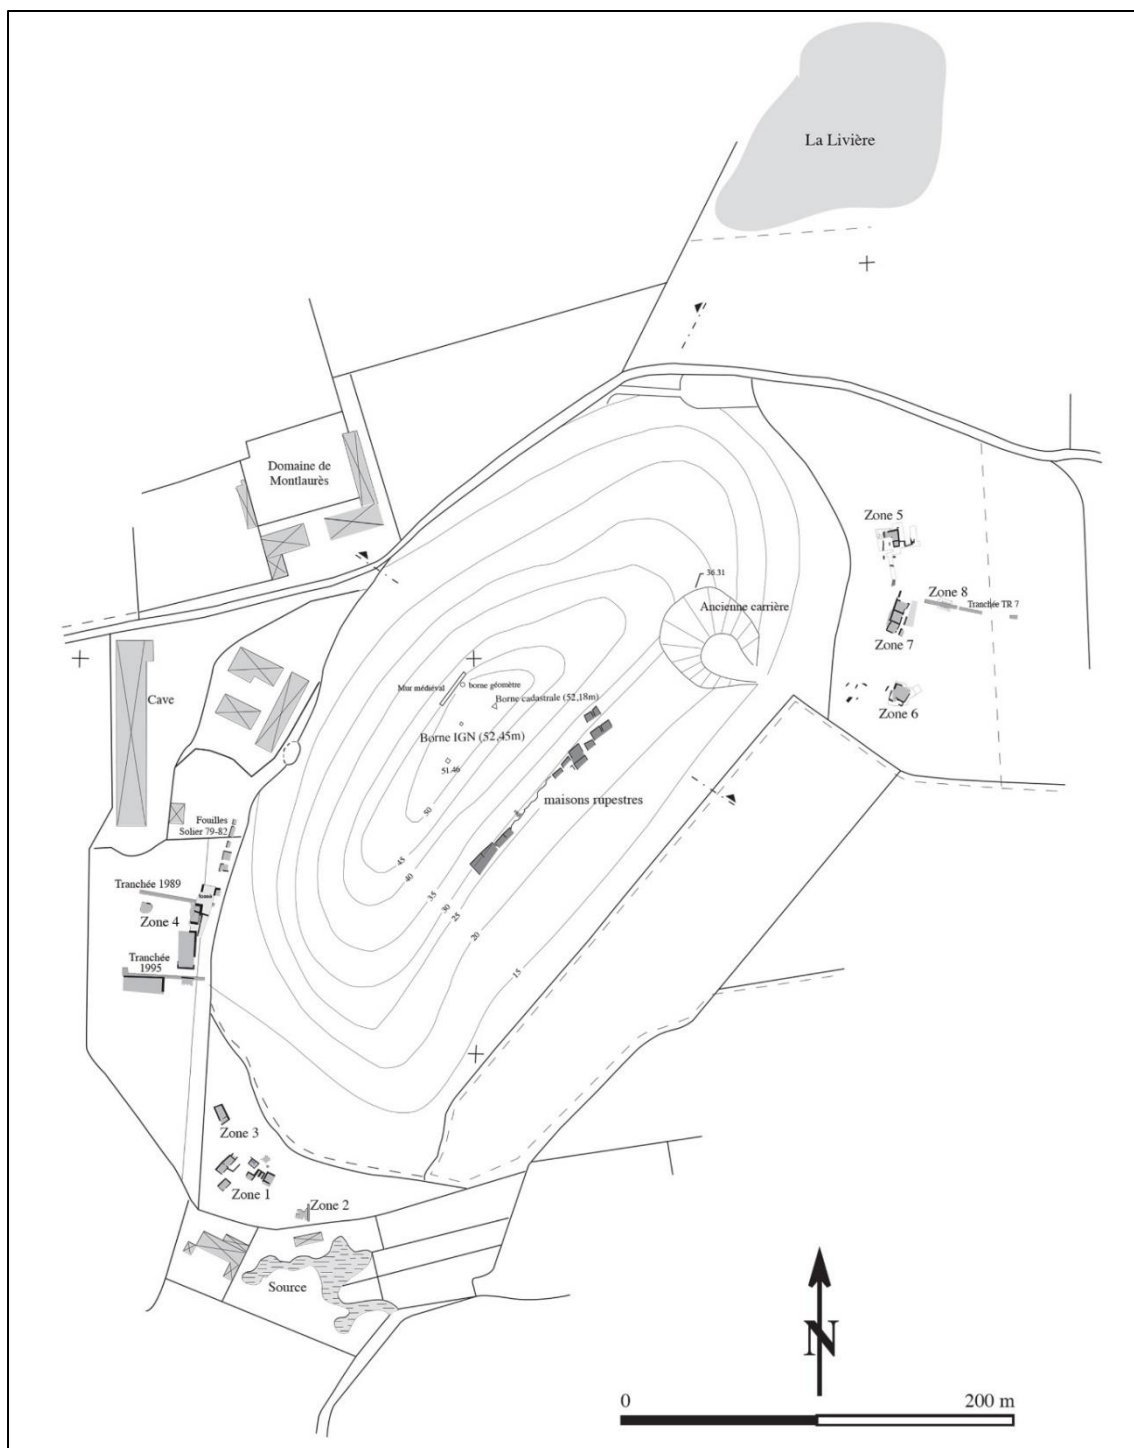 La Livière
Domaine de
Montlaurès
Zone 5
36.31
Ancienne carrière
Zone 8
Tranchée TR 7
Zone 7
Cave
Mur médiéval
borne géomètre
Borne cadastrale (52,18m)
Zone 6
Borne IGN (52,45m)
51.46
maisons rupestres
50
Fouilles
Solier 79-82
45
40
35
30
25
20
15
Tranchée 1989
Zone 4
Tranchée
1995
Zone 3
Zone 1
Zone 2
Source
N
0
200 m